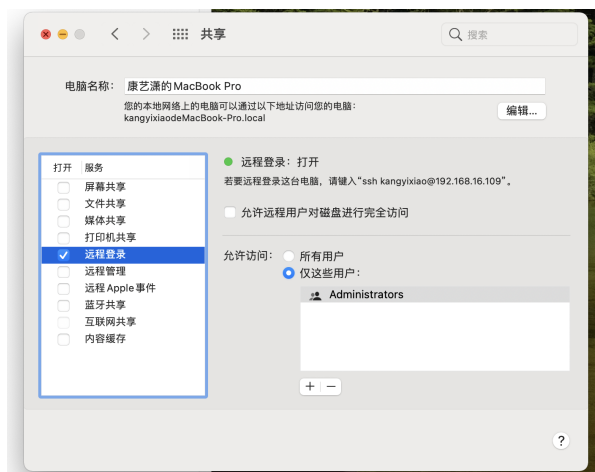 共享
搜索
电脑名称： 康艺潇的MacBook Pro
您的本地网络上的电脑可以通过以下地址访问您的电脑：
kangyixiaodeMacBook-Pro.local
编辑...
打开 服务
屏幕共享
文件共享
媒体共享
打印机共享
远程登录
远程管理
远程 Apple 事件
蓝牙共享
互联网共享
内容缓存
远程登录：打开
若要远程登录这台电脑，请键入“ssh kangyixiao@192.168.16.109”。
允许远程用户对磁盘进行完全访问
允许访问： 所有用户
仅这些用户：
Administrators
+ −
?